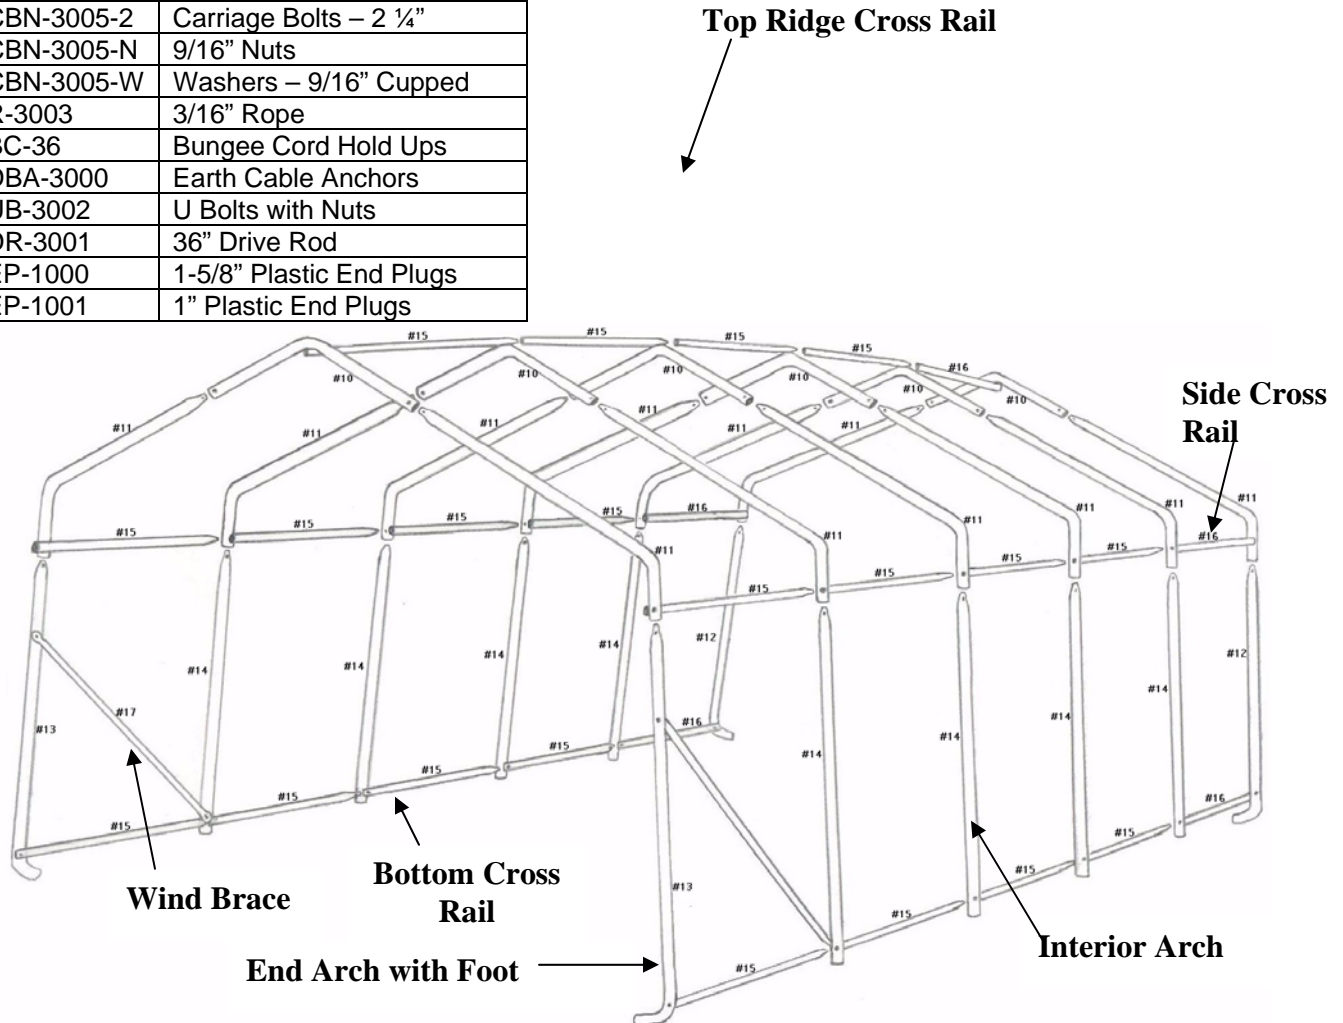 CBN-3005-2 Carriage Bolts – 2 ¼”
CBN-3005-N 9/16” Nuts
CBN-3005-W Washers – 9/16” Cupped
R-3003 3/16” Rope
BC-36 Bungee Cord Hold Ups
DBA-3000 Earth Cable Anchors
UB-3002 U Bolts with Nuts
DR-3001 36” Drive Rod
EP-1000 1-5/8” Plastic End Plugs
EP-1001 1” Plastic End Plugs
Top Ridge Cross Rail
#15 #15 #15 #15 #16
#10 #10 #10 #10 #10 #10
Side Cross
Rail
#11 #11 #11 #11 #11 #11
#11 #11 #11 #11 #11 #11
#15 #15 #15 #15 #16
#15 #15 #15 #15 #16
#13 #14 #14 #14 #14 #12
#17
#13 #14 #14 #14 #14 #12
#15 #15 #15 #15 #16
#15 #15 #15 #15 #16
Wind Brace
Bottom Cross
Rail
End Arch with Foot
Interior Arch